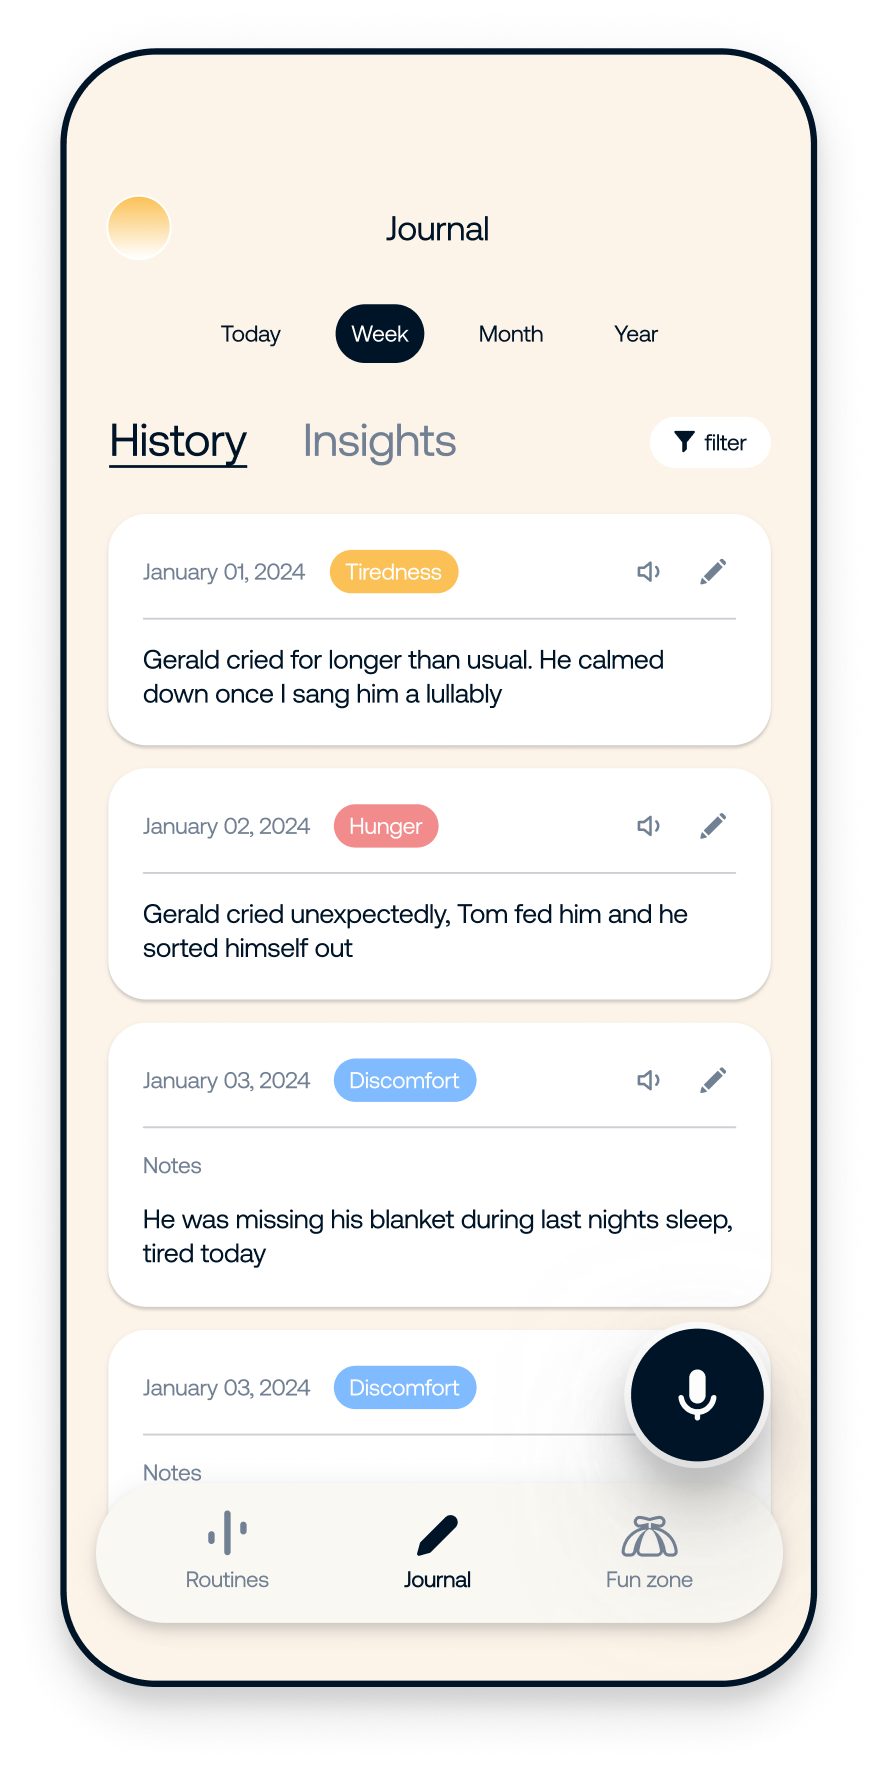 Journal
Today Week Month Year
History Insights filter
January 01, 2024 Tiredness
Gerald cried for longer than usual. He calmed
down once I sang him a lullably
January 02, 2024 Hunger
Gerald cried unexpectedly, Tom fed him and he
sorted himself out
January 03, 2024 Discomfort
Notes
He was missing his blanket during last nights sleep,
tired today
January 03, 2024 Discomfort
Notes
Routines Journal Fun zone